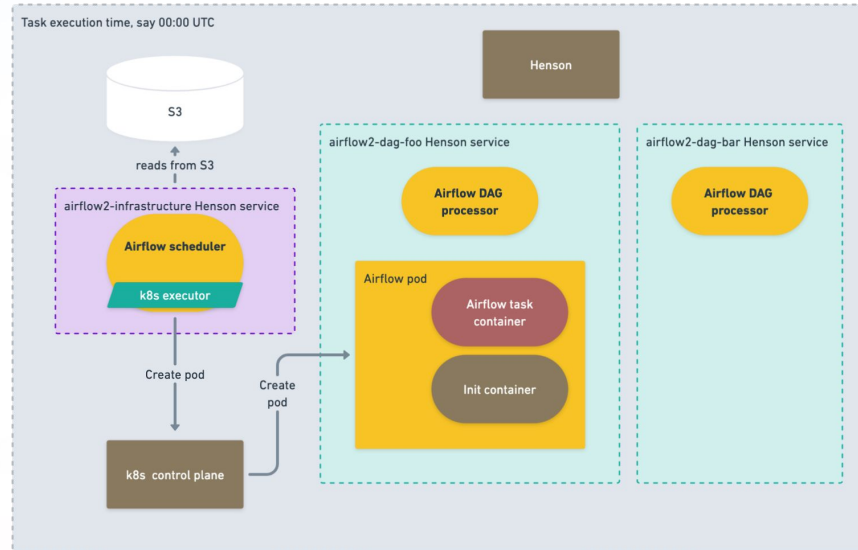 Task execution time, say 00:00 UTC
Henson
S3
reads from S3
airflow2-infrastructure Henson service
Airflow scheduler
k8s executor
Create pod
k8s control plane
Create
pod
airflow2-dag-foo Henson service
Airflow DAG
processor
Airflow pod
Airflow task
container
Init container
airflow2-dag-bar Henson service
Airflow DAG
processor